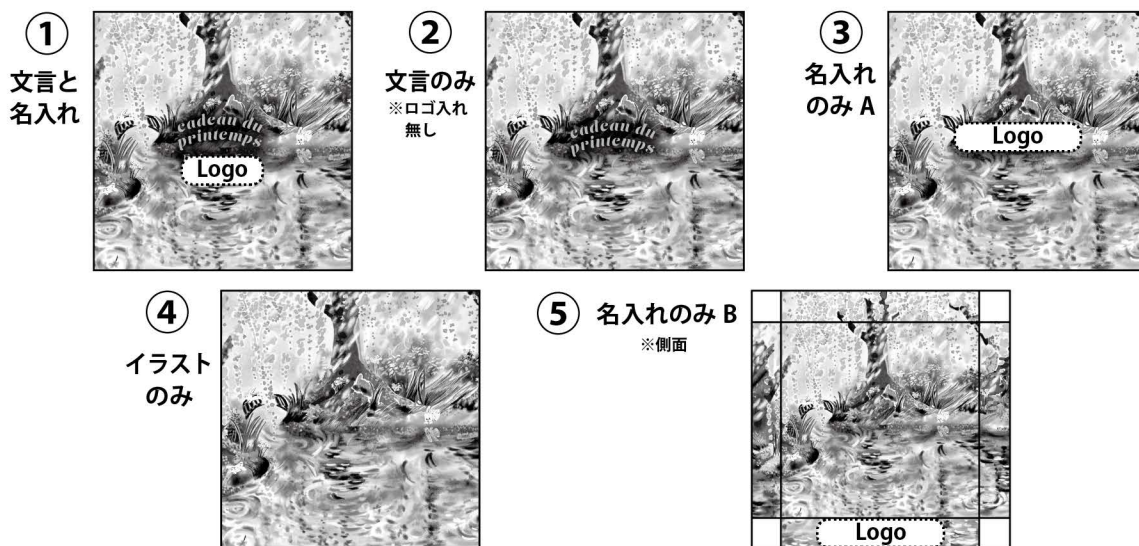 ①
文言と
名入れ
cadeau du
printemps
Logo
②
文言のみ
※ロゴ入れ
無し
cadeau du
printemps
③
名入れ
のみ A
Logo
④
イラスト
のみ
⑤ 名入れのみ B
※側面
Logo